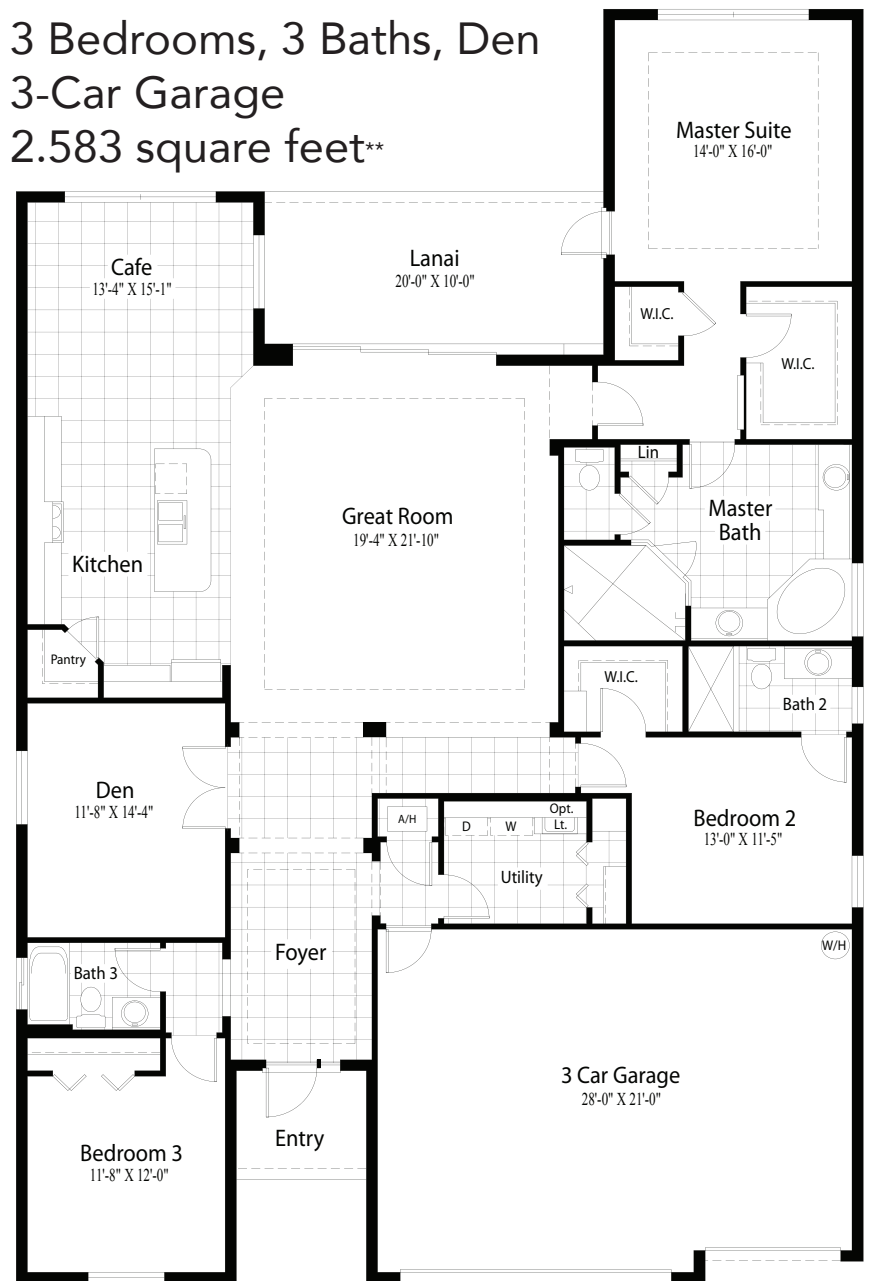 3 Bedrooms, 3 Baths, Den
3-Car Garage
2.583 square feet**
Master Suite
14'-0" X 16'-0"
Cafe
13'-4" X 15'-1"
Lanai
20'-0" X 10'-0"
W.I.C.
W.I.C.
Lin
Master
Bath
Great Room
19'-4" X 21'-10"
Kitchen
Pantry
W.I.C.
Bath 2
Den
11'-8" X 14'-4"
A/H
D
W
Opt.
Lt.
Bedroom 2
13'-0" X 11'-5"
Utility
Foyer
W/H
Bath 3
3 Car Garage
28'-0" X 21'-0"
Entry
Bedroom 3
11'-8" X 12'-0"